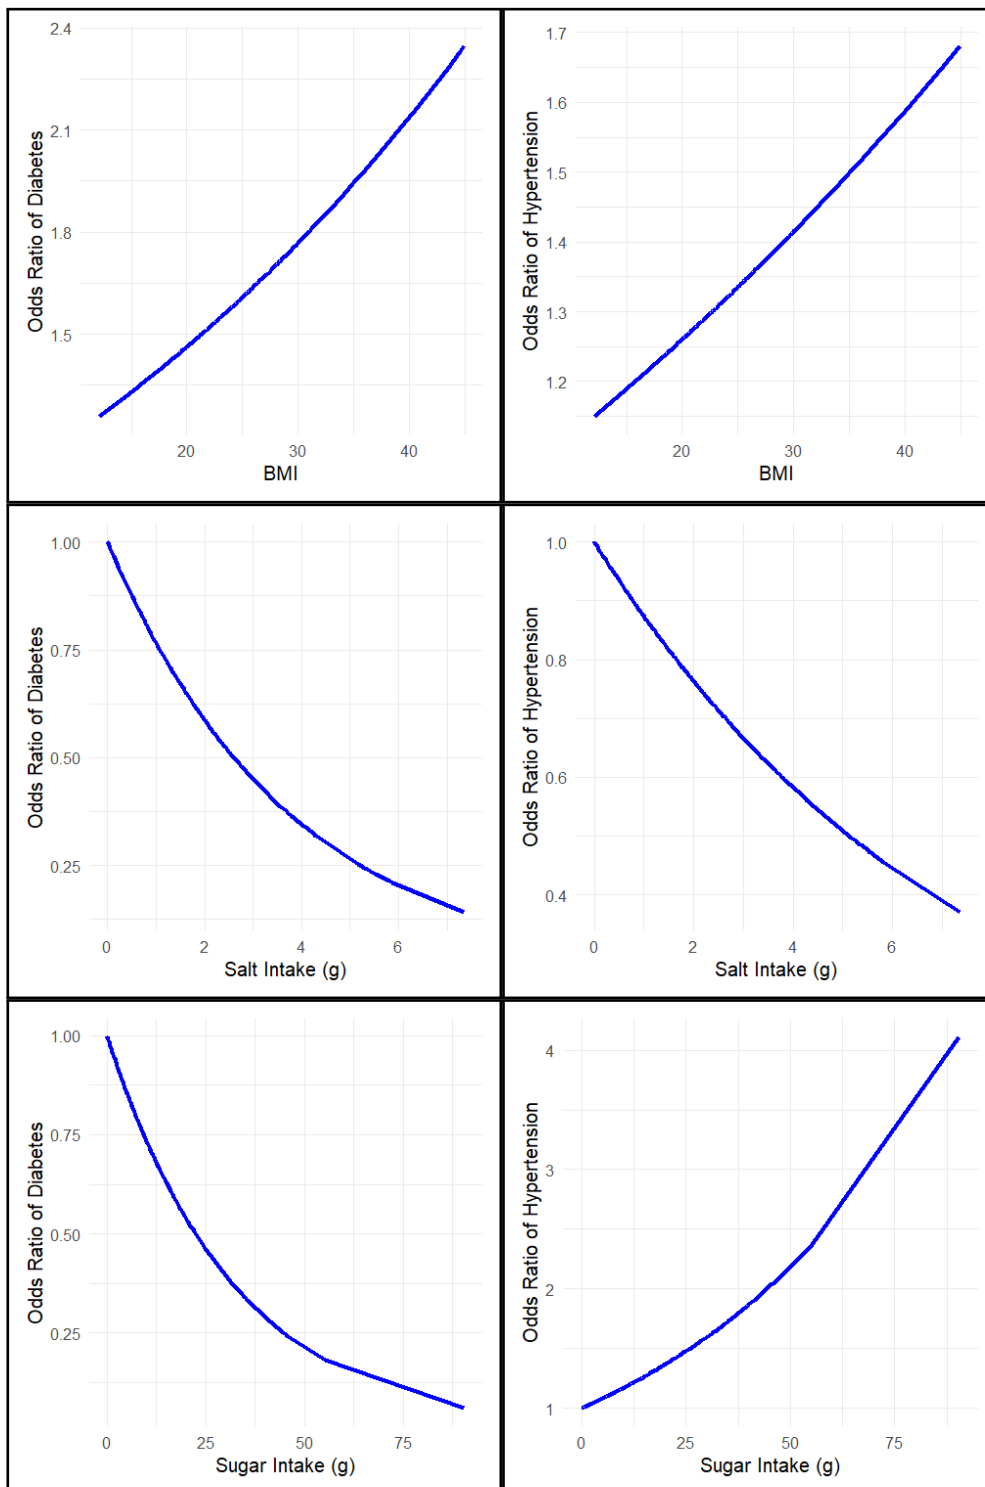 Odds Ratio of Diabetes
2.4
2.1
1.8
1.5
20 30 40
BMI
Odds Ratio of Hypertension
1.7
1.6
1.5
1.4
1.3
1.2
20 30 40
BMI
Odds Ratio of Diabetes
1.00
0.75
0.50
0.25
0 2 4 6
Salt Intake (g)
Odds Ratio of Hypertension
1.0
0.8
0.6
0.4
0 2 4 6
Salt Intake (g)
Odds Ratio of Diabetes
1.00
0.75
0.50
0.25
0 25 50 75
Sugar Intake (g)
Odds Ratio of Hypertension
4
3
2
1
0 25 50 75
Sugar Intake (g)